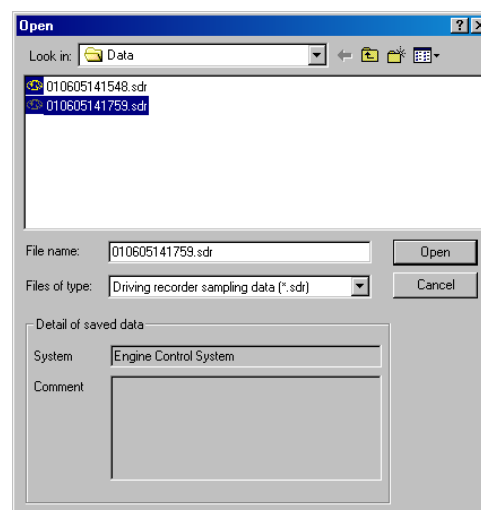 Open
Look in: Data
010605141548.sdr
010605141759.sdr
File name: 010605141759.sdr Open
Files of type: Driving recorder sampling data (*.sdr) Cancel
Detail of saved data
System Engine Control System
Comment